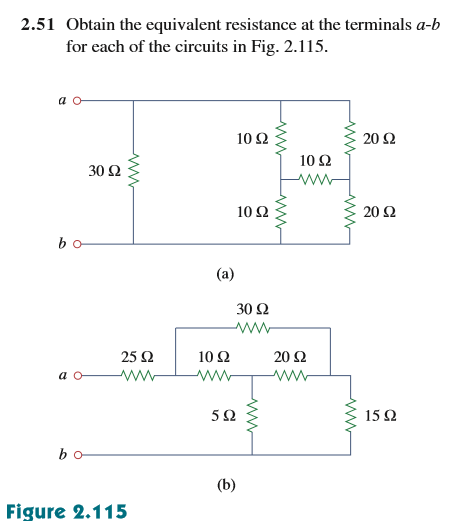 2.51 Obtain the equivalent resistance at the terminals a-b
for each of the circuits in Fig. 2.115.
a
10 Ω
20 Ω
10 Ω
30 Ω
10 Ω
20 Ω
b
(a)
30 Ω
25 Ω
10 Ω
20 Ω
a
5 Ω
15 Ω
b
(b)
Figure 2.115